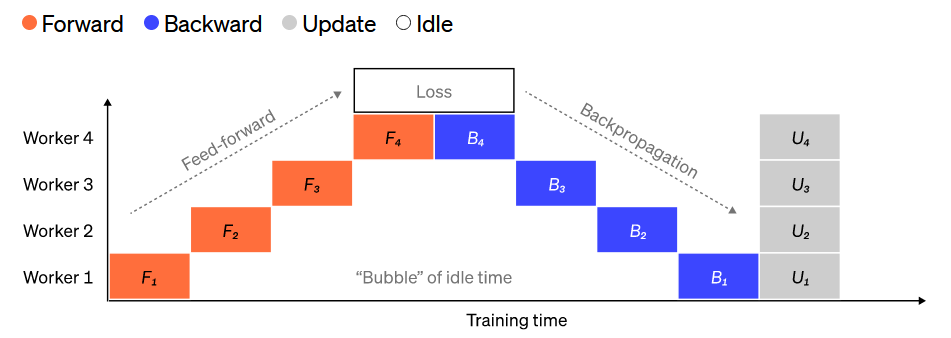 Forward Backward Update Idle
Loss
Feed-forward
Backpropagation
Worker 4 F₄ B₄ U₄
Worker 3 F₃ B₃ U₃
Worker 2 F₂ B₂ U₂
Worker 1 F₁ “Bubble” of idle time B₁ U₁
Training time